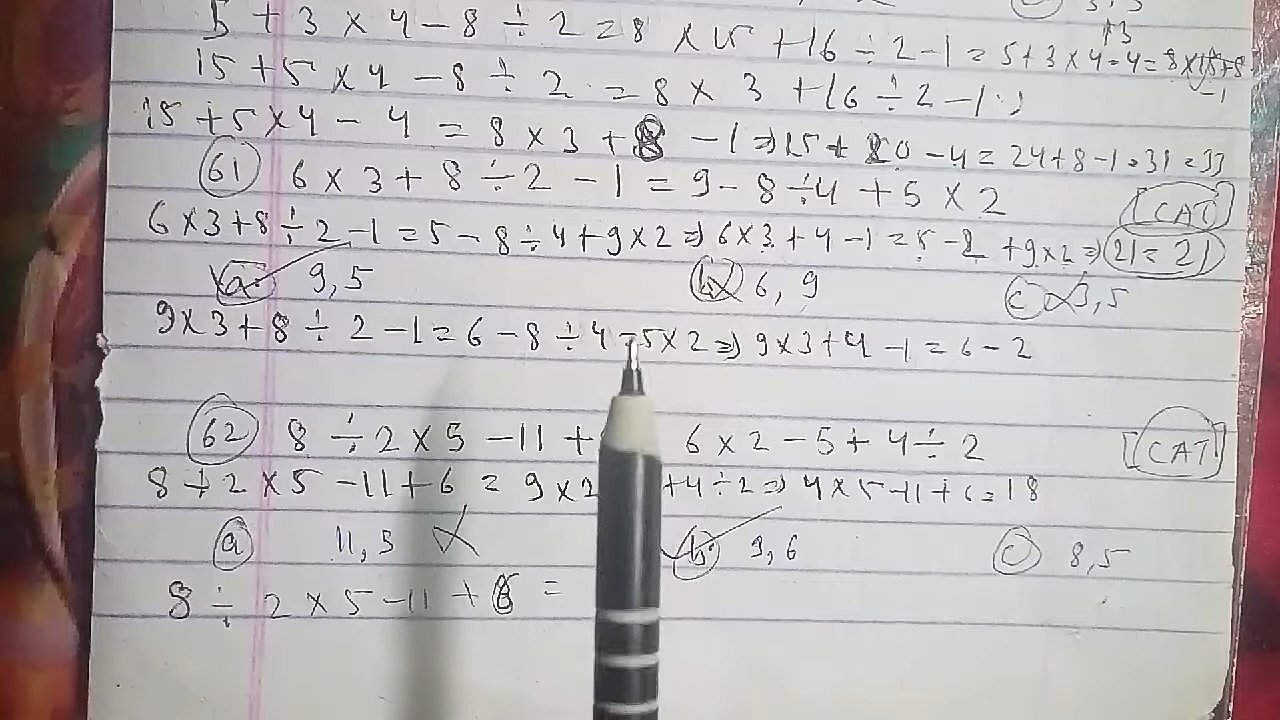 5 + 3 × 4 - 8 ÷ 2 = 8 × 15 + 16 ÷ 2 - 1 = 5 + 3 × 4 - 4 = 8 ×
15 + 5 × 4 - 8 ÷ 2 = 8 × 3 + 16 ÷ 2 - 1
15 + 5 × 4 - 4 = 8 × 3 + 8 - 1 ⇒ 15 + 20 - 4 = 24 + 8 - 1 = 31 = 33
(61) 6 × 3 + 8 ÷ 2 - 1 = 9 - 8 ÷ 4 + 5 × 2 [CAT]
6 × 3 + 8 ÷ 2 - 1 = 5 - 8 ÷ 4 + 9 × 2 ⇒ 6 × 3 + 4 - 1 = 5 - 2 + 9 × 2 ⇒ 21 = 21
(a) 9, 5 (b) 6, 9 (c) 3, 5
9 × 3 + 8 ÷ 2 - 1 = 6 - 8 ÷ 4 - 5 × 2 ⇒ 9 × 3 + 4 - 1 = 6 - 2
(62) 8 ÷ 2 × 5 - 11 + 6 × 2 - 5 + 4 ÷ 2 [CAT]
8 ÷ 2 × 5 - 11 + 6 = 9 × 2 + 4 ÷ 2 ⇒ 4 × 5 - 11 + 6 = 18
(a) 11, 5 (b) 9, 6 (c) 8, 5
8 ÷ 2 × 5 - 11 + 8 =